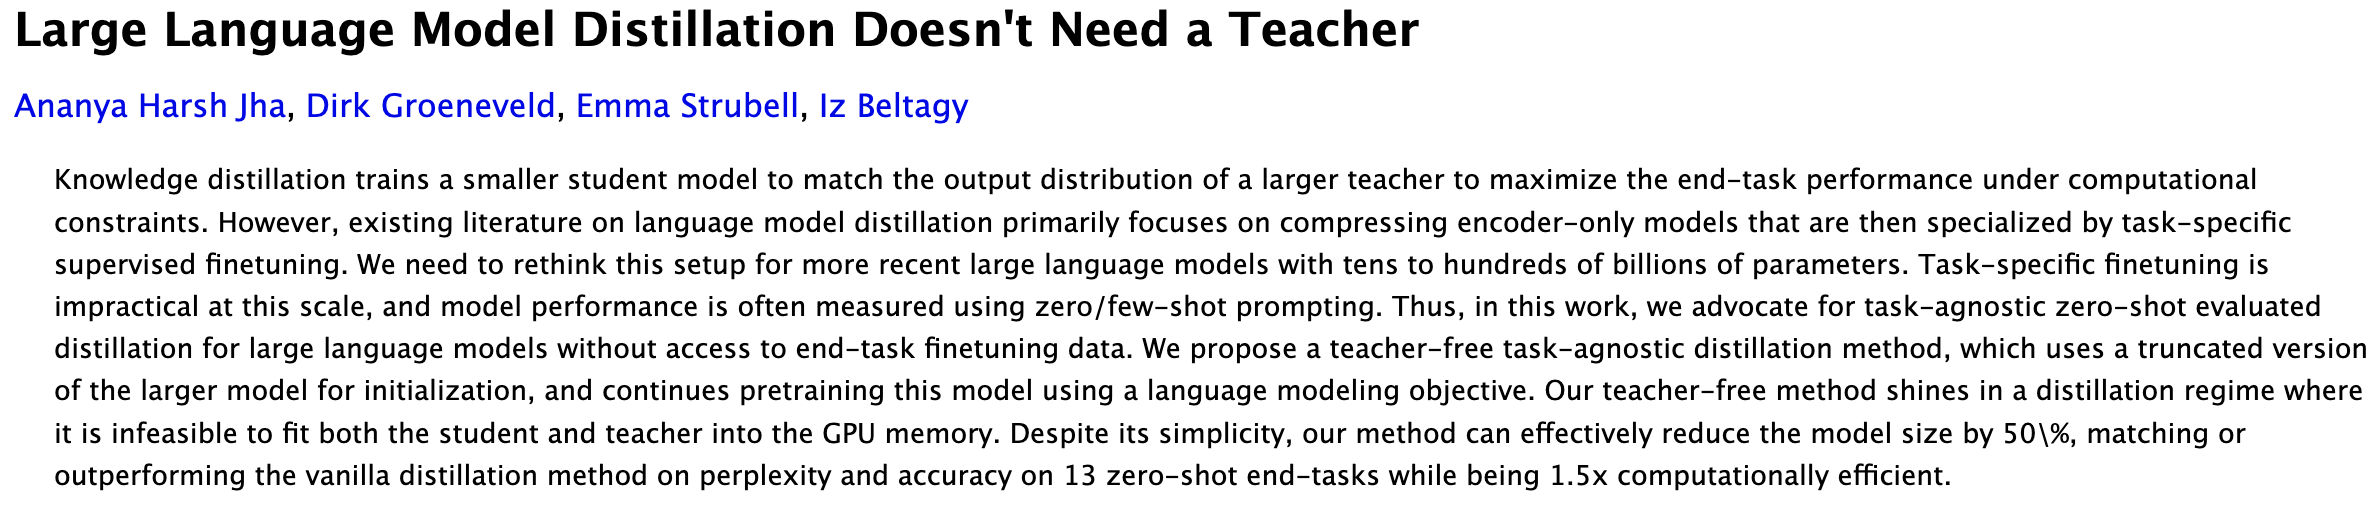 Large Language Model Distillation Doesn't Need a Teacher
Ananya Harsh Jha, Dirk Groeneveld, Emma Strubell, Iz Beltagy
Knowledge distillation trains a smaller student model to match the output distribution of a larger teacher to maximize the end-task performance under computational
constraints. However, existing literature on language model distillation primarily focuses on compressing encoder-only models that are then specialized by task-specific
supervised finetuning. We need to rethink this setup for more recent large language models with tens to hundreds of billions of parameters. Task-specific finetuning is
impractical at this scale, and model performance is often measured using zero/few-shot prompting. Thus, in this work, we advocate for task-agnostic zero-shot evaluated
distillation for large language models without access to end-task finetuning data. We propose a teacher-free task-agnostic distillation method, which uses a truncated version
of the larger model for initialization, and continues pretraining this model using a language modeling objective. Our teacher-free method shines in a distillation regime where
it is infeasible to fit both the student and teacher into the GPU memory. Despite its simplicity, our method can effectively reduce the model size by 50\%, matching or
outperforming the vanilla distillation method on perplexity and accuracy on 13 zero-shot end-tasks while being 1.5x computationally efficient.